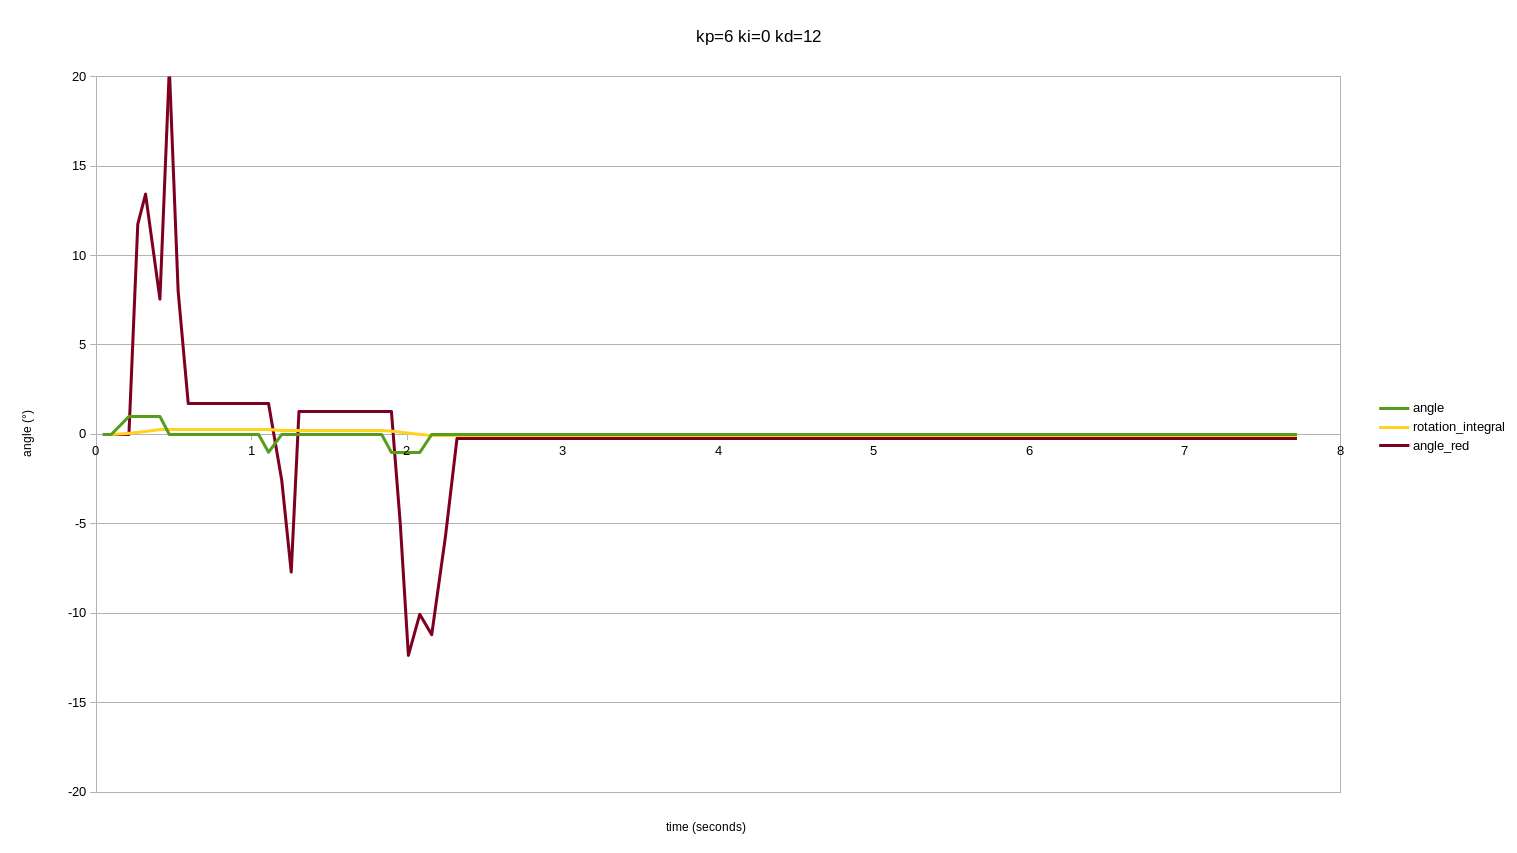 kp=6 ki=0 kd=12
20
15
10
5
0
-5
-10
-15
-20
0 1 2 3 4 5 6 7 8
angle (°)
time (seconds)
angle
rotation_integral
angle_red